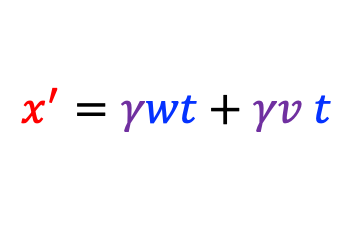 x′ = γwt + γv t